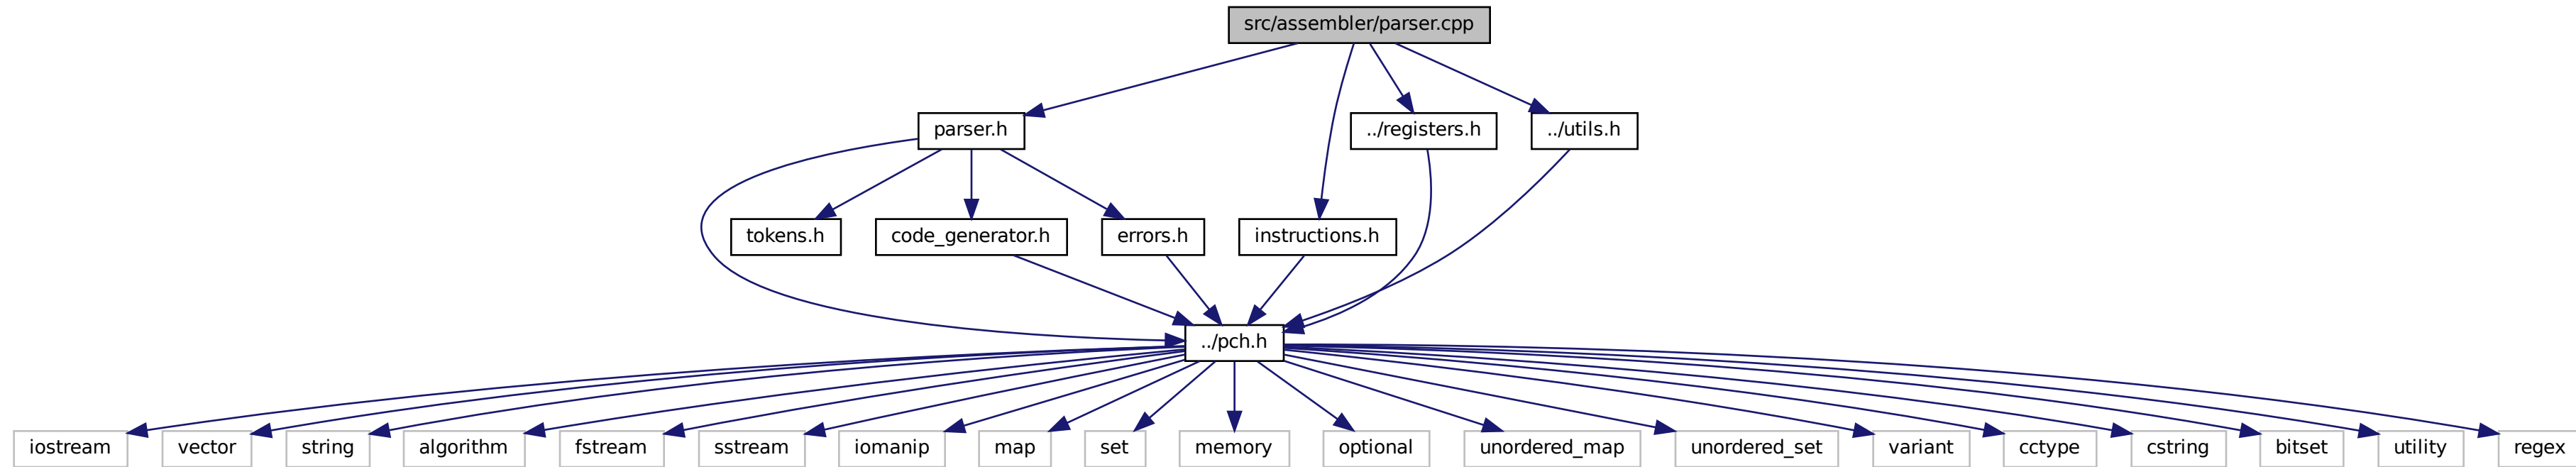 src/assembler/parser.cpp
parser.h
../registers.h
../utils.h
tokens.h
code_generator.h
errors.h
instructions.h
../pch.h
iostream
vector
string
algorithm
fstream
sstream
iomanip
map
set
memory
optional
unordered_map
unordered_set
variant
cctype
cstring
bitset
utility
regex